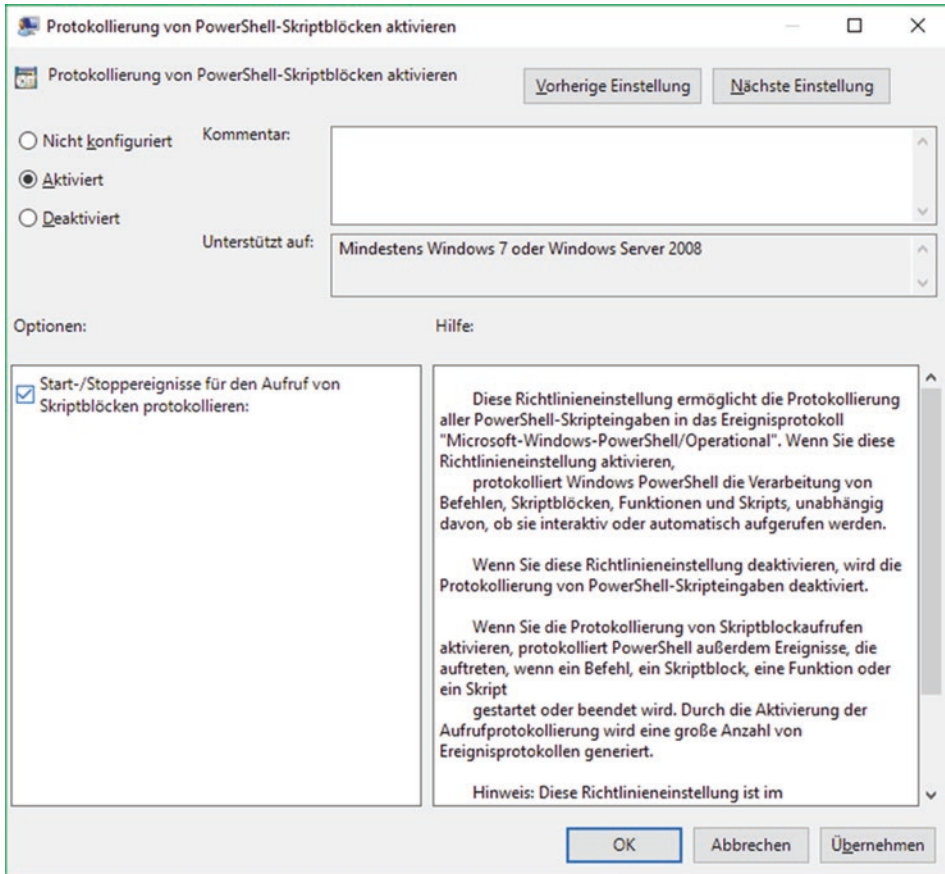 Protokollierung von PowerShell-Skriptblöcken aktivieren
Protokollierung von PowerShell-Skriptblöcken aktivieren
Vorherige Einstellung
Nächste Einstellung
Nicht konfiguriert
Aktiviert
Deaktiviert
Kommentar:
Unterstützt auf:
Mindestens Windows 7 oder Windows Server 2008
Optionen:
Hilfe:
Start-/Stoppereignisse für den Aufruf von
Skriptblöcken protokollieren:
Diese Richtlinieneinstellung ermöglicht die Protokollierung
aller PowerShell-Skripteingaben in das Ereignisprotokoll
"Microsoft-Windows-PowerShell/Operational". Wenn Sie diese
Richtlinieneinstellung aktivieren,
protokolliert Windows PowerShell die Verarbeitung von
Befehlen, Skriptblöcken, Funktionen und Skripts, unabhängig
davon, ob sie interaktiv oder automatisch aufgerufen werden.
Wenn Sie diese Richtlinieneinstellung deaktivieren, wird die
Protokollierung von PowerShell-Skripteingaben deaktiviert.
Wenn Sie die Protokollierung von Skriptblockaufrufen
aktivieren, protokolliert PowerShell außerdem Ereignisse, die
auftreten, wenn ein Befehl, ein Skriptblock, eine Funktion oder
ein Skript
gestartet oder beendet wird. Durch die Aktivierung der
Aufrufprotokollierung wird eine große Anzahl von
Ereignisprotokollen generiert.
Hinweis: Diese Richtlinieneinstellung ist im
OK
Abbrechen
Übernehmen